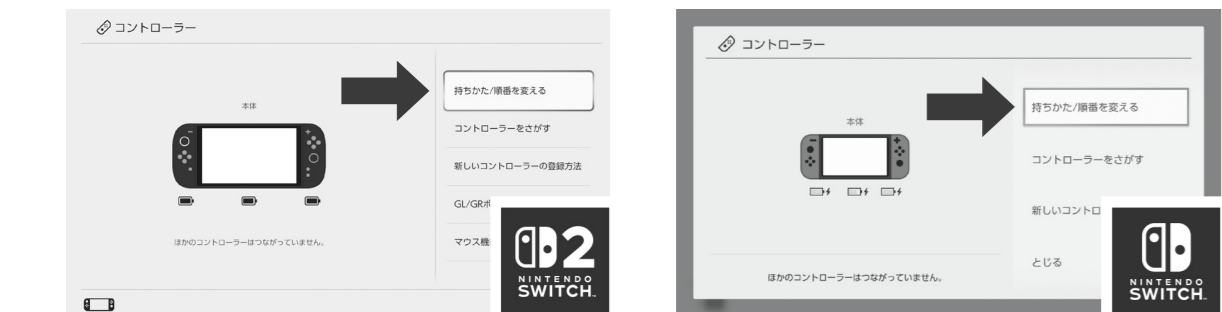 コントローラー
本体
ほかのコントローラーはつながっていません。
持ちかた/順番を変える
コントローラーをさがす
新しいコントローラーの登録方法
GL/GRボ
マウス機
2
NINTENDO
SWITCH
コントローラー
本体
ほかのコントローラーはつながっていません。
持ちかた/順番を変える
コントローラーをさがす
新しいコントロ
とじる
NINTENDO
SWITCH